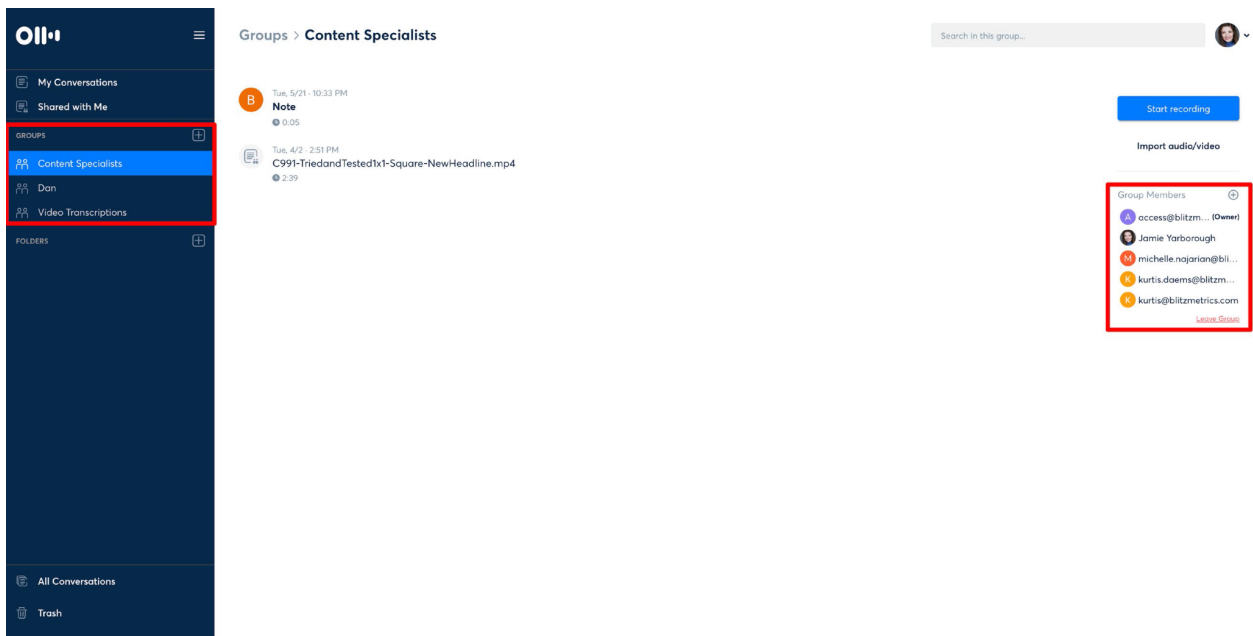 My Conversations
Shared with Me
GROUPS
Content Specialists
Dan
Video Transcriptions
FOLDERS
All Conversations
Trash
Groups > Content Specialists
Search in this group...
Tue, 5/21 · 10:33 PM
B
Note
0:05
Tue, 4/2 · 2:51 PM
C991-TriedandTested1x1-Square-NewHeadline.mp4
2:39
Start recording
Import audio/video
Group Members
A access@blitzm... (Owner)
Jamie Yarborough
M michelle.najarian@bli...
K kurtis.daems@blitzm...
K kurtis@blitzmetrics.com
Leave Group